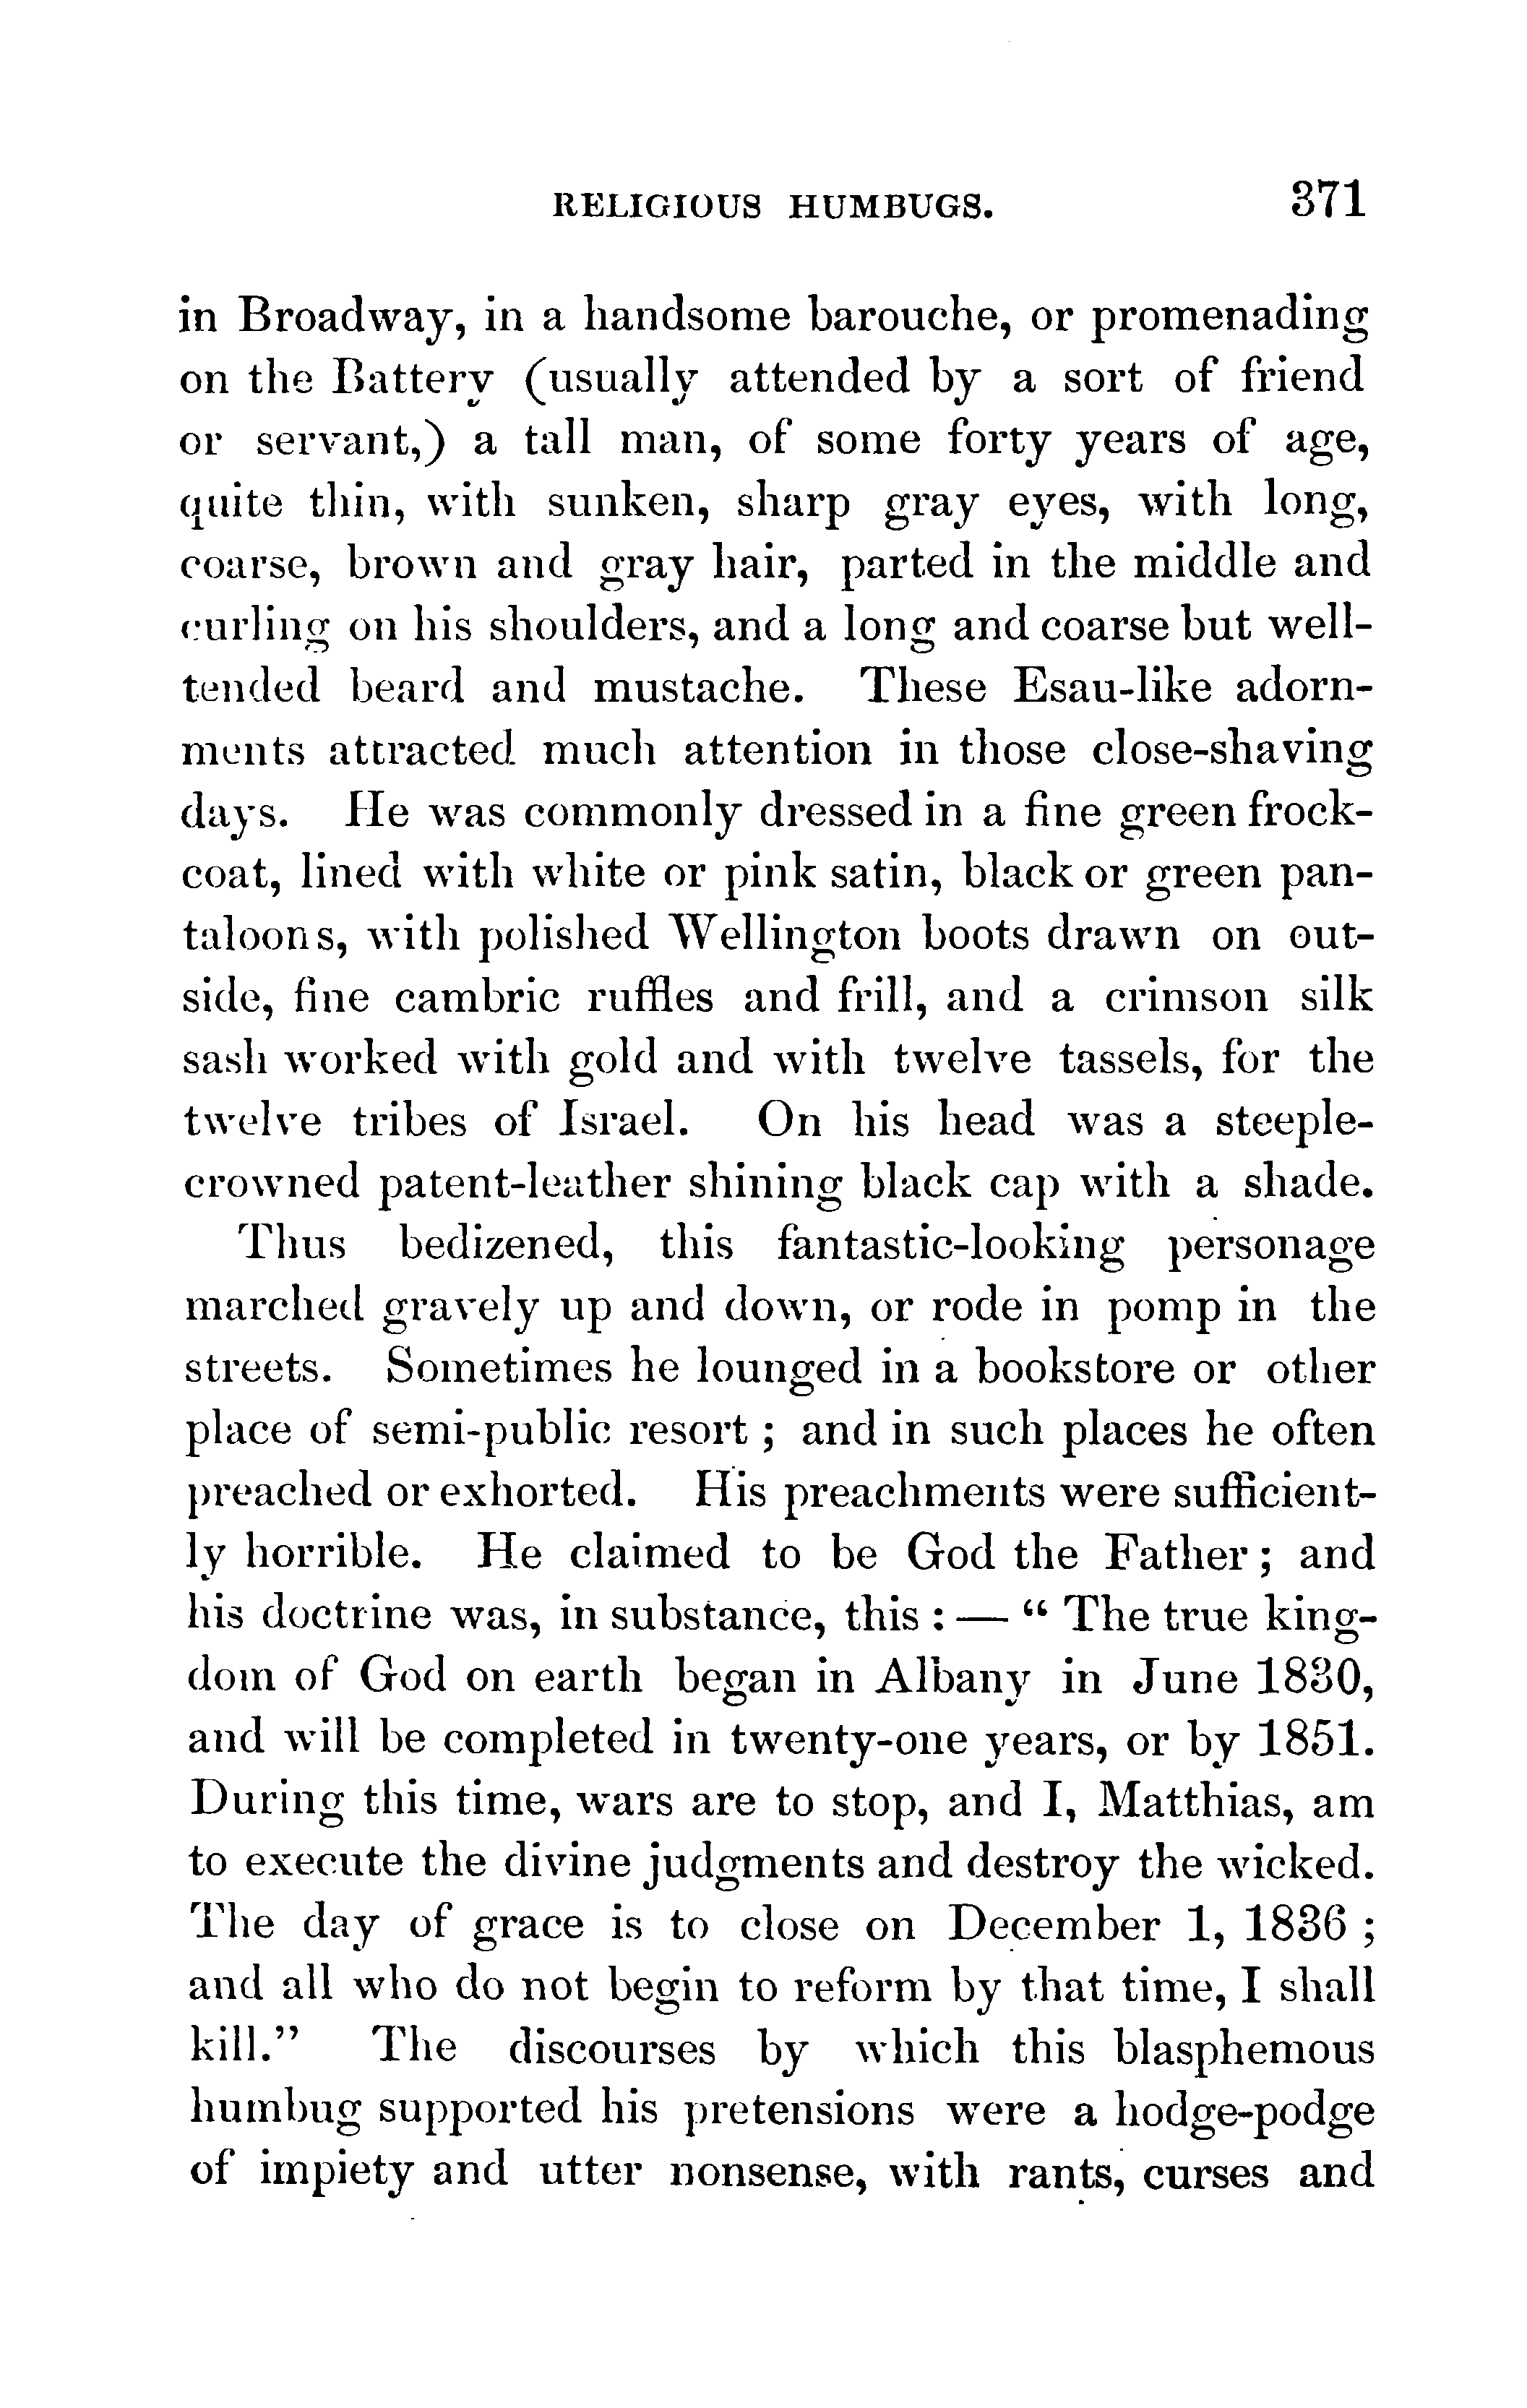 RELIGIOUS HUMBUGS. 371
in Broadway, in a handsome barouche, or promenading
on the Battery (usually attended by a sort of friend
or servant,) a tall man, of some forty years of age,
quite thin, with sunken, sharp gray eyes, with long,
coarse, brown and gray hair, parted in the middle and
curling on his shoulders, and a long and coarse but well-
tended beard and mustache. These Esau-like adorn-
ments attracted much attention in those close-shaving
days. He was commonly dressed in a fine green frock-
coat, lined with white or pink satin, black or green pan-
taloons, with polished Wellington boots drawn on out-
side, fine cambric ruffles and frill, and a crimson silk
sash worked with gold and with twelve tassels, for the
twelve tribes of Israel. On his head was a steeple-
crowned patent-leather shining black cap with a shade.
Thus bedizened, this fantastic-looking personage
marched gravely up and down, or rode in pomp in the
streets. Sometimes he lounged in a bookstore or other
place of semi-public resort ; and in such places he often
preached or exhorted. His preachments were sufficient-
ly horrible. He claimed to be God the Father ; and
his doctrine was, in substance, this : — “ The true king-
dom of God on earth began in Albany in June 1830,
and will be completed in twenty-one years, or by 1851.
During this time, wars are to stop, and I, Matthias, am
to execute the divine judgments and destroy the wicked.
The day of grace is to close on December 1, 1836 ;
and all who do not begin to reform by that time, I shall
kill.” The discourses by which this blasphemous
humbug supported his pretensions were a hodge-podge
of impiety and utter nonsense, with rants, curses and